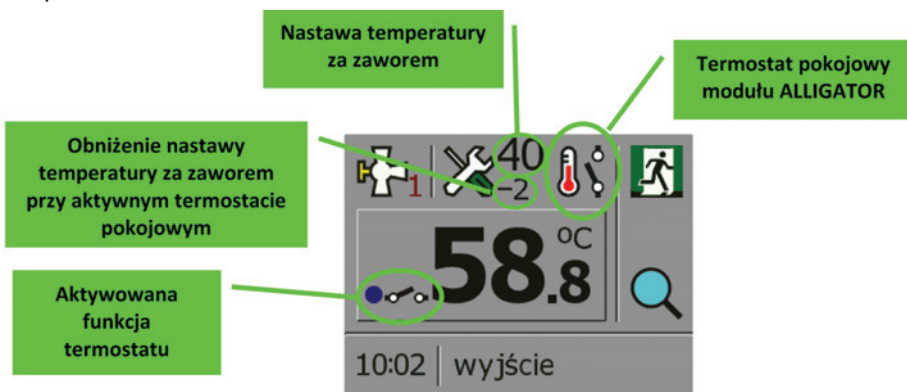 Nastawa temperatury
za zaworem
Termostat pokojowy
modułu ALLIGATOR
Obniżenie nastawy
temperatury za zaworem
przy aktywnym termostacie
pokojowym
Aktywowana
funkcja
termostatu
1
40
-2
58.8 °C
10:02 wyjście